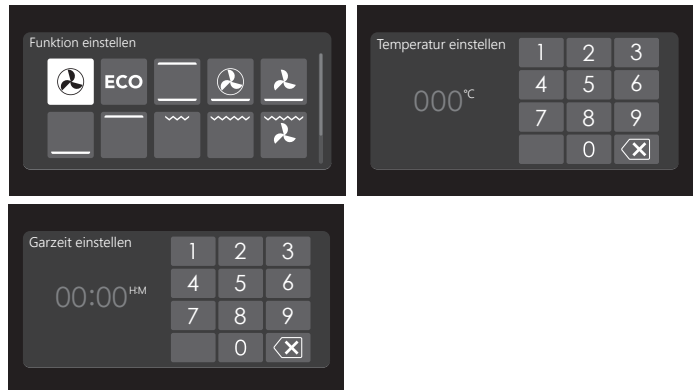 Funktion einstellen
ECO
Temperatur einstellen
000°C
1 2 3
4 5 6
7 8 9
0
Garzeit einstellen
00:00 H:M
1 2 3
4 5 6
7 8 9
0